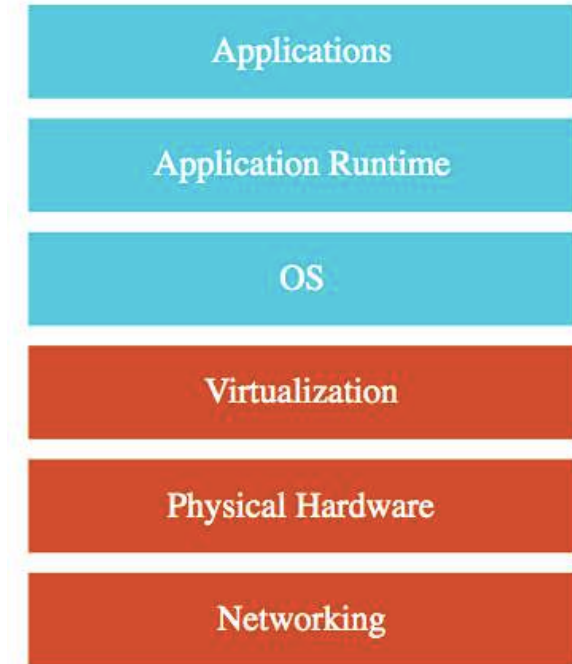 Applications
Application Runtime
OS
Virtualization
Physical Hardware
Networking